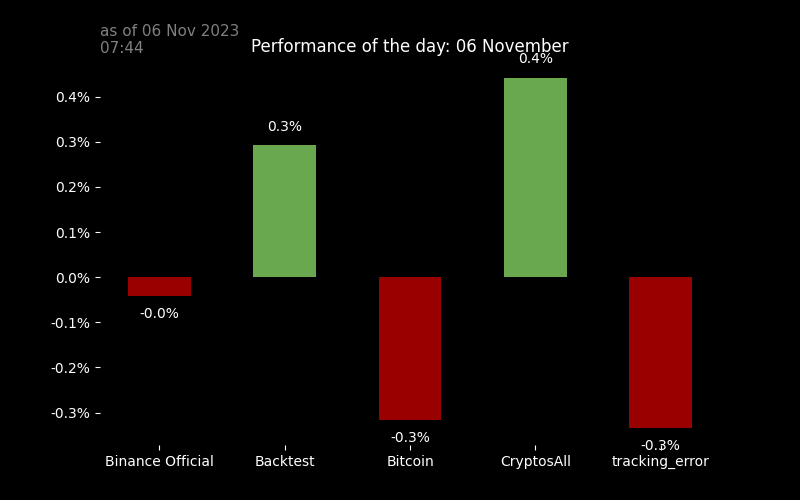 as of 06 Nov 2023
07:44
Performance of the day: 06 November
0.4%
0.4%
0.3%
0.3%
0.2%
0.1%
0.0%
-0.1%
-0.0%
-0.2%
-0.3%
-0.3%
-0.3%
Binance Official
Backtest
Bitcoin
CryptosAll
tracking_error